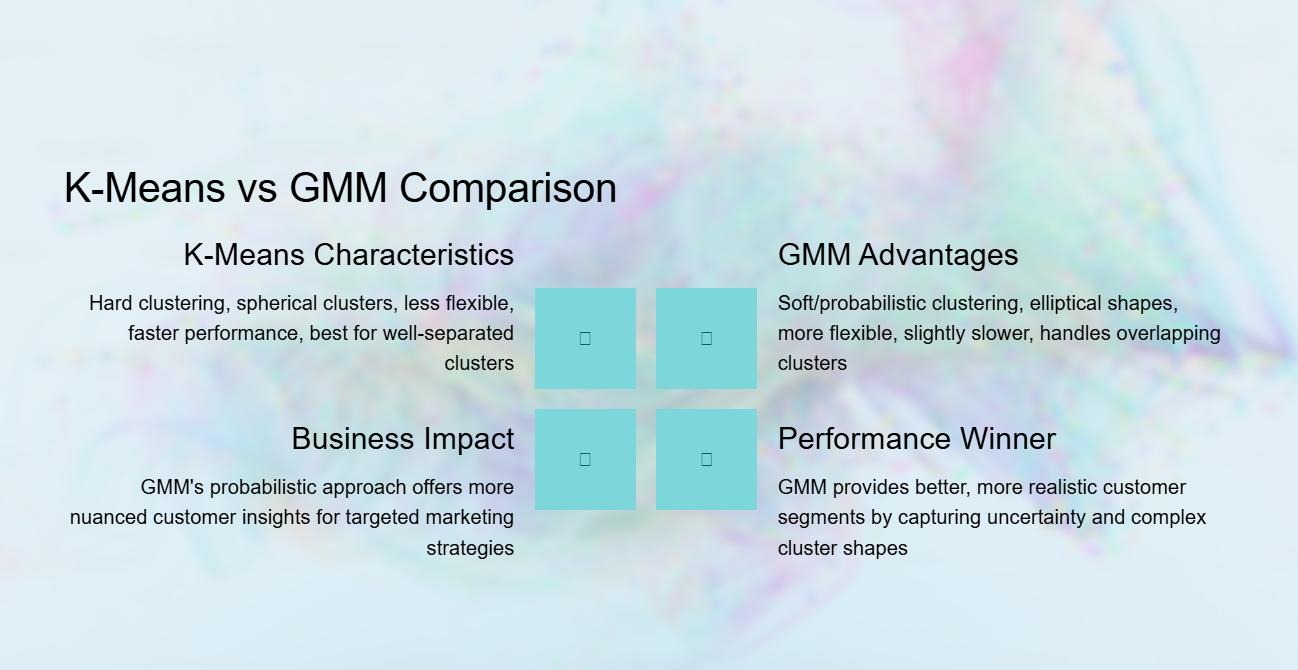 K-Means vs GMM Comparison
K-Means Characteristics
Hard clustering, spherical clusters, less flexible,
faster performance, best for well-separated
clusters
GMM Advantages
Soft/probabilistic clustering, elliptical shapes,
more flexible, slightly slower, handles overlapping
clusters
Business Impact
GMM's probabilistic approach offers more
nuanced customer insights for targeted marketing
strategies
Performance Winner
GMM provides better, more realistic customer
segments by capturing uncertainty and complex
cluster shapes